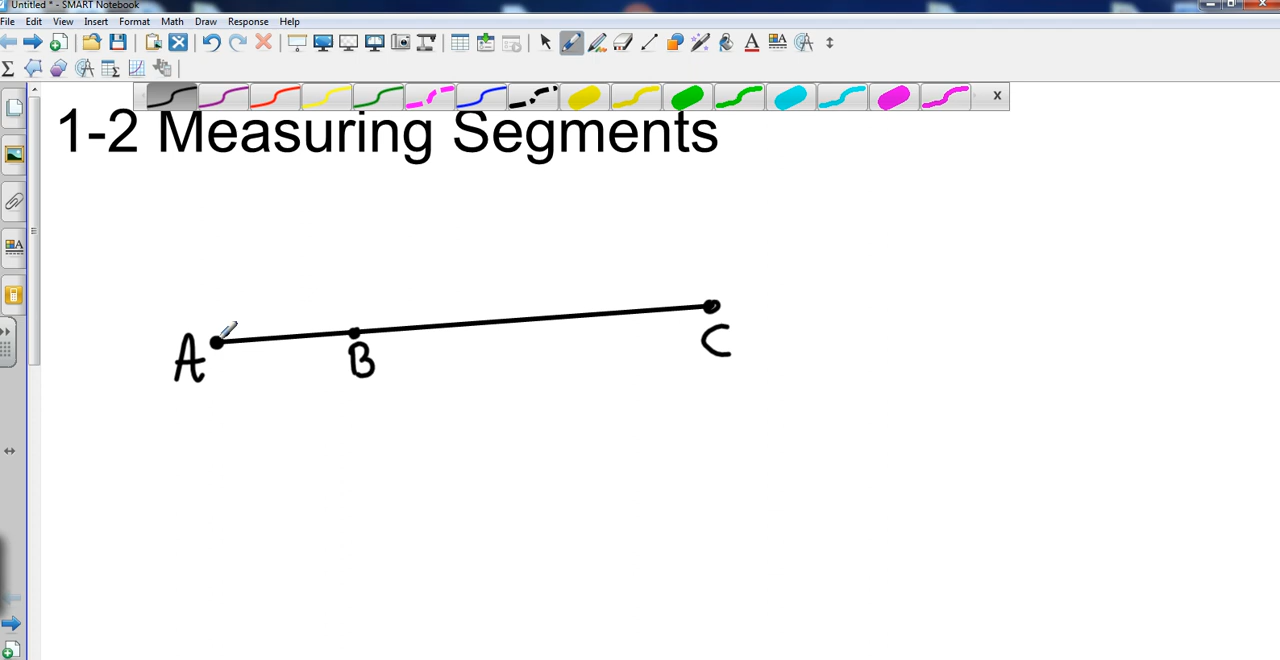 Untitled * - SMART Notebook
File Edit View Insert Format Math Draw Response Help
1-2 Measuring Segments
A
B
C